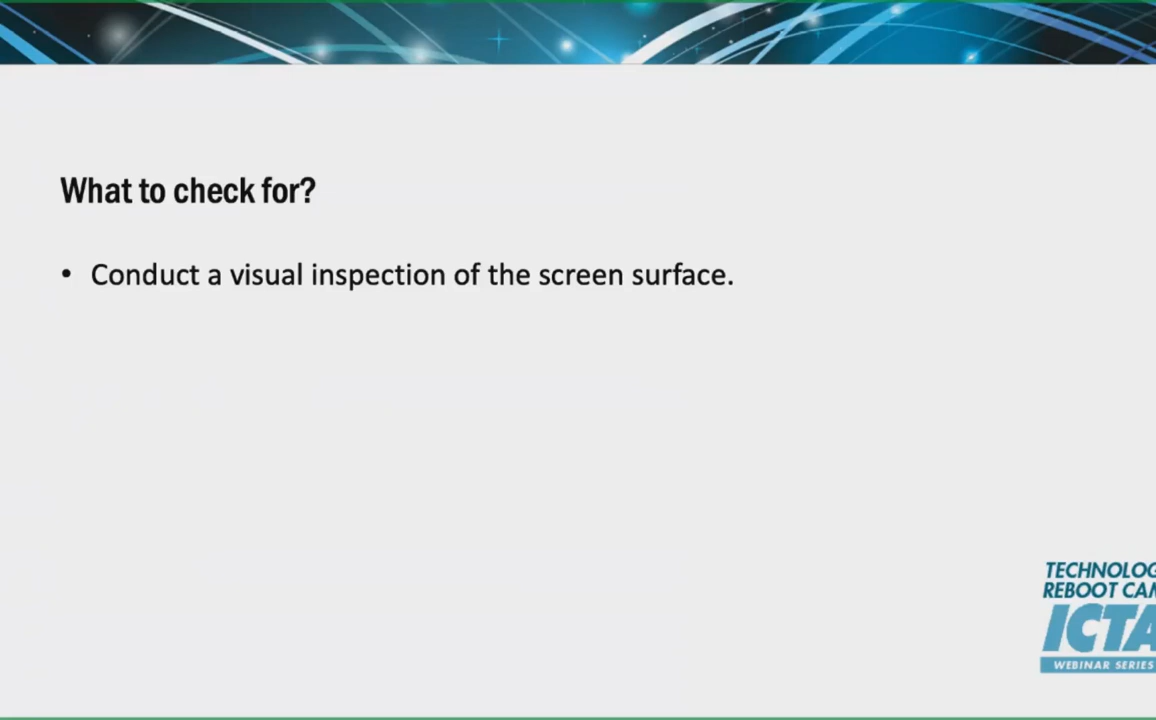 What to check for?
• Conduct a visual inspection of the screen surface.
TECHNOLOG
REBOOT CAM
ICTA
WEBINAR SERIES